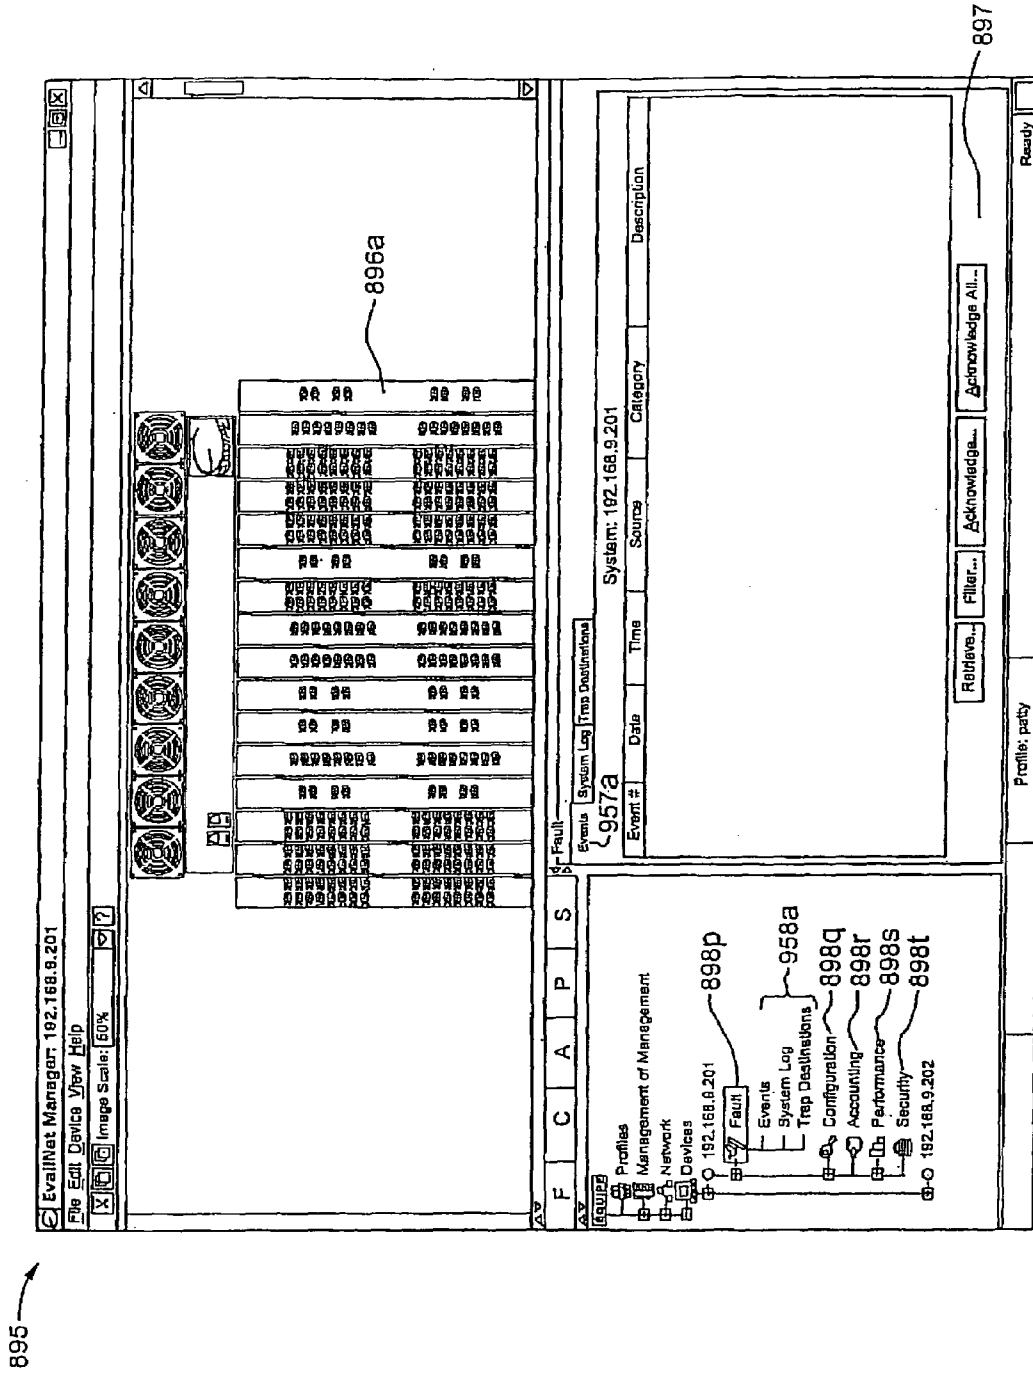 895
EvailNet Manager: 192.168.9.201
File Edit Device View Help
Image Scale: 50%
?
896a
F C A P S
EQUIPE
Profiles
Management of Management
Network
Devices
192.168.9.201
Fault
898p
Events
System Log
Trap Destinations
958a
Configuration
898q
Accounting
898r
Performance
898s
Security
898t
192.168.9.202
Fault
Events System Log Trap Destinations
957a
System: 192.168.9.201
Event # Date Time Source Category Description
Retrieve... Filter... Acknowledge... Acknowledge All...
897
Profile: patty
Ready